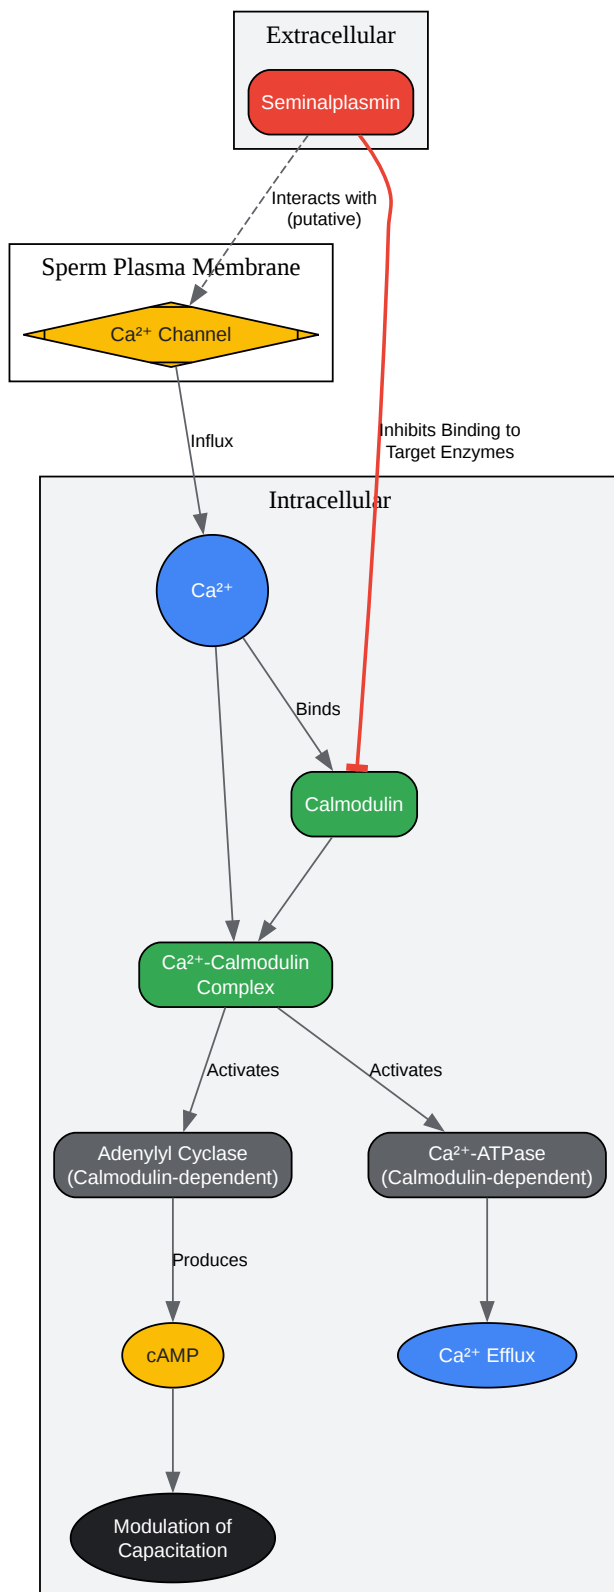 Extracellular
Seminalplasmin
Interacts with
(putative)
Sperm Plasma Membrane
Ca²⁺ Channel
Influx
Inhibits Binding to
Target Enzymes
Intracellular
Ca²⁺
Binds
Calmodulin
Ca²⁺-Calmodulin
Complex
Activates
Activates
Adenylyl Cyclase
(Calmodulin-dependent)
Ca²⁺-ATPase
(Calmodulin-dependent)
Produces
cAMP
Ca²⁺ Efflux
Modulation of
Capacitation